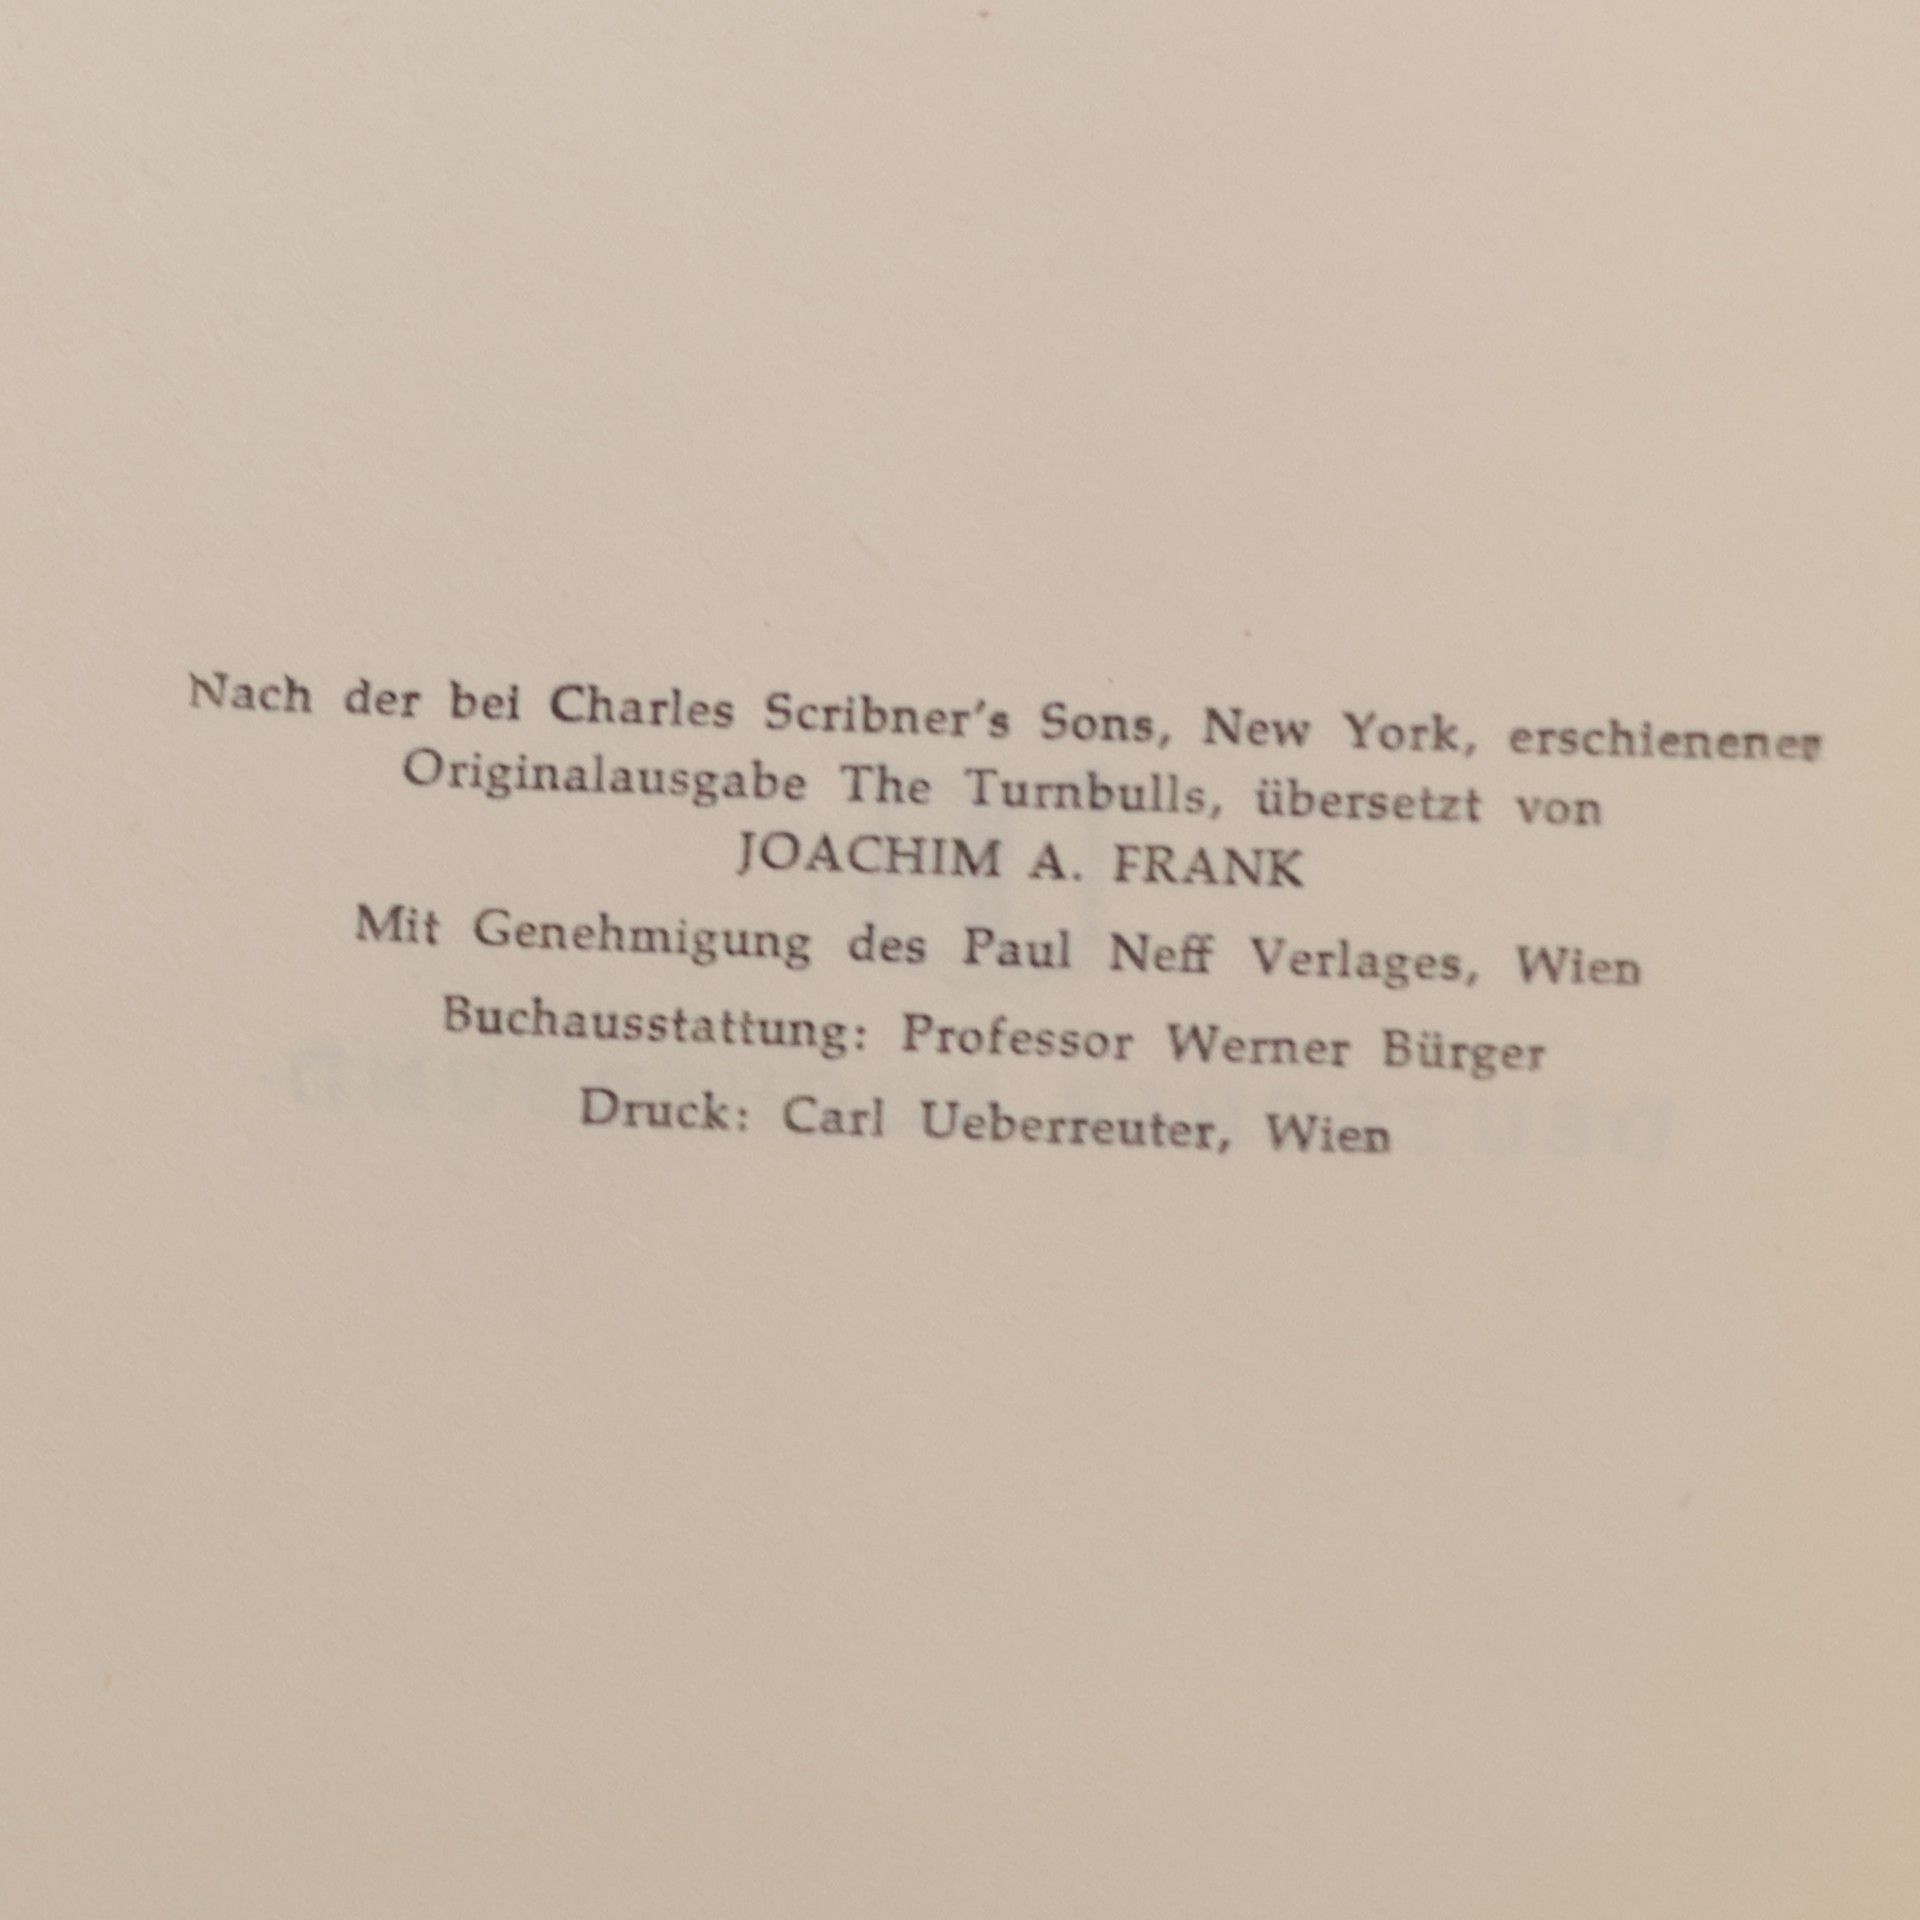 Nach der bei Charles Scribner's Sons, New York, erschienener
Originalausgabe The Turnbulls, übersetzt von
JOACHIM A. FRANK
Mit Genehmigung des Paul Neff Verlages, Wien
Buchausstattung: Professor Werner Bürger
Druck: Carl Ueberreuter, Wien